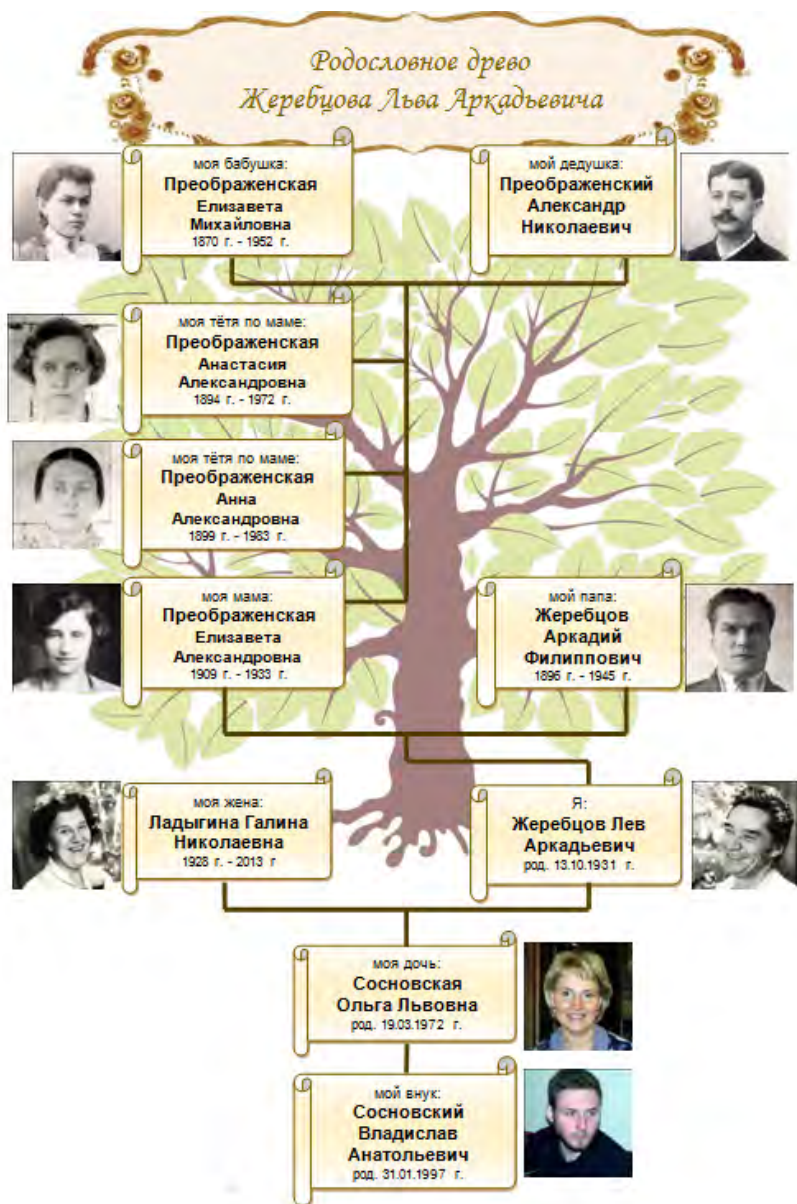 Родословное древо
Жеребцова Льва Аркадьевича
моя бабушка:
Преображенская
Елизавета
Михайловна
1870 г. - 1952 г.
мой дедушка:
Преображенский
Александр
Николаевич
моя тётя по маме:
Преображенская
Анастасия
Александровна
1894 г. - 1972 г.
моя тётя по маме:
Преображенская
Анна
Александровна
1899 г. - 1983 г.
моя мама:
Преображенская
Елизавета
Александровна
1909 г. - 1933 г.
мой папа:
Жеребцов
Аркадий
Филиппович
1896 г. - 1945 г.
моя жена:
Ладыгина Галина
Николаевна
1928 г. - 2013 г
Я:
Жеребцов Лев
Аркадьевич
род. 13.10.1931 г.
моя дочь:
Сосновская
Ольга Львовна
род. 19.03.1972 г.
мой внук:
Сосновский
Владислав
Анатольевич
род. 31.01.1997 г.